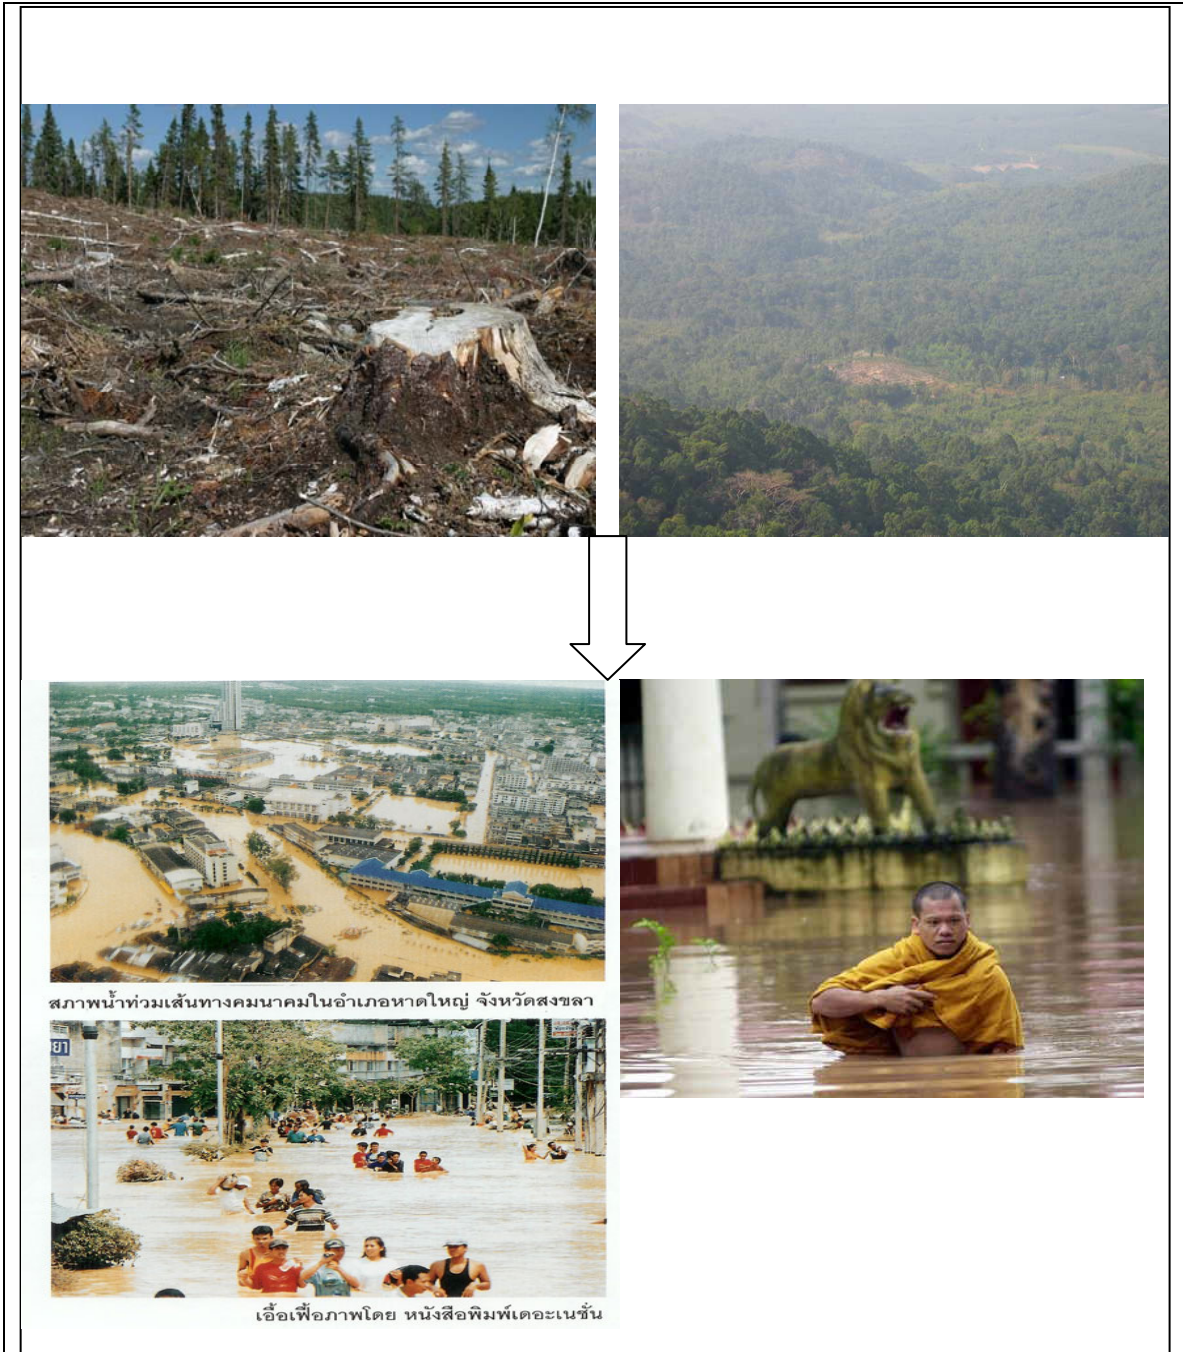 สภาพน้ำท่วมเส้นทางคมนาคมในอำเภอหาดใหญ่ จังหวัดสงขลา
ยา
เอื้อเฟื้อภาพโดย หนังสือพิมพ์เดอะเนชั่น